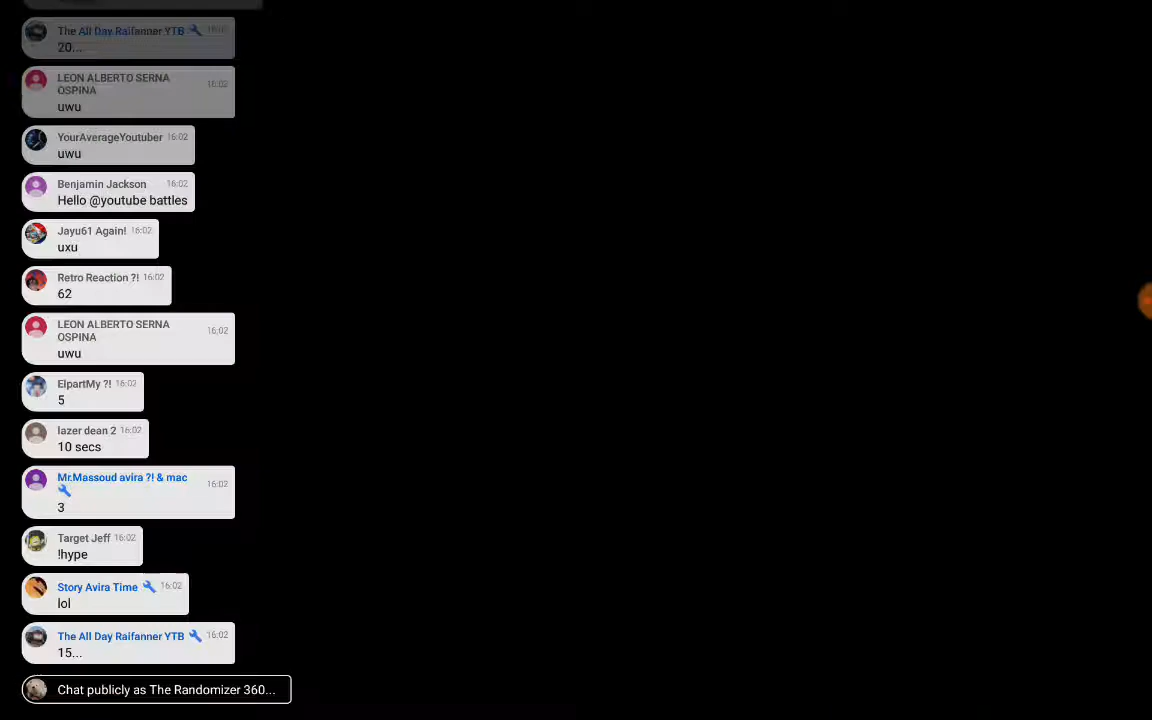 The All Day Raifanner YTB 16:02
20...
LEON ALBERTO SERNA
OSPINA 16:02
uwu
YourAverageYoutuber 16:02
uwu
Benjamin Jackson 16:02
Hello @youtube battles
Jayu61 Again! 16:02
uxu
Retro Reaction ?! 16:02
62
LEON ALBERTO SERNA
OSPINA 16:02
uwu
ElpartMy ?! 16:02
5
lazer dean 2 16:02
10 secs
Mr.Massoud avira ?! & mac 16:02
3
Target Jeff 16:02
!hype
Story Avira Time 16:02
lol
The All Day Raifanner YTB 16:02
15...
Chat publicly as The Randomizer 360...